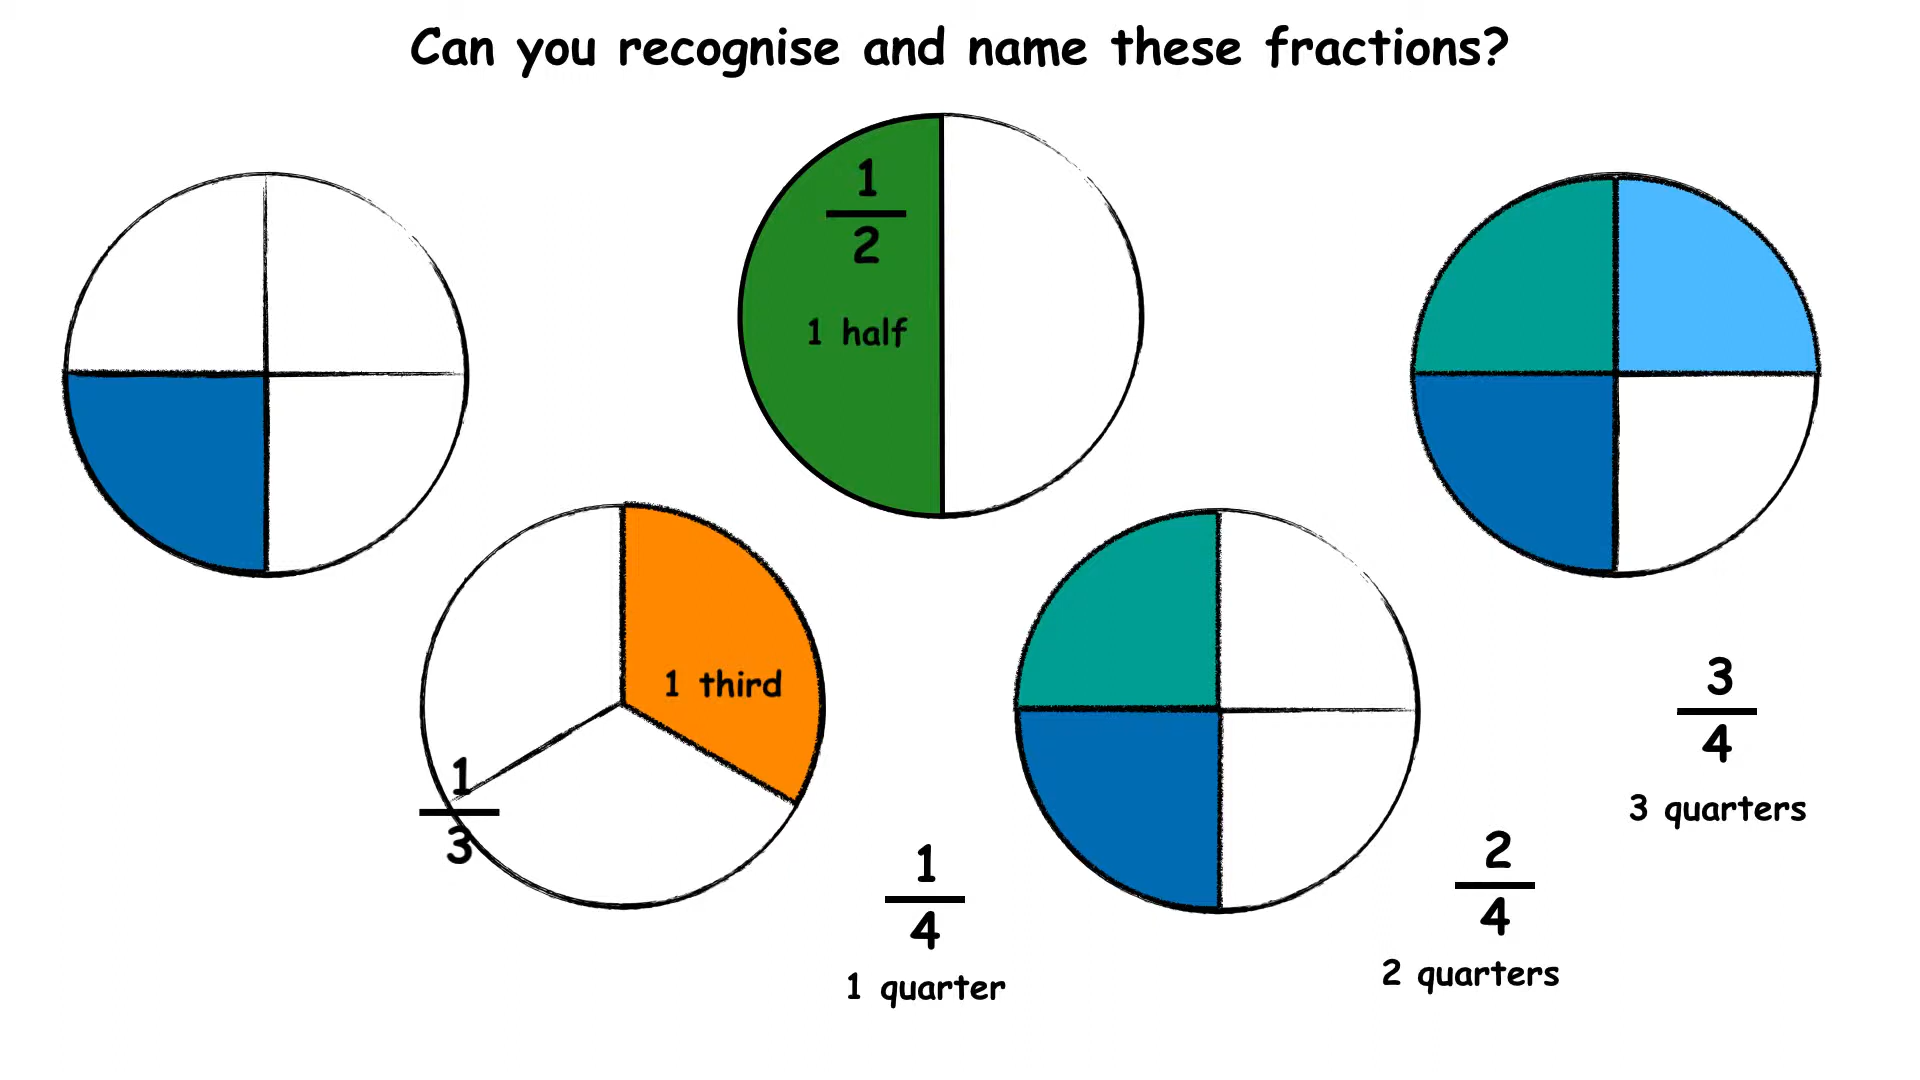 Can you recognise and name these fractions?
1
2
1 half
1 third
1
3
3
4
3 quarters
1
4
1 quarter
2
4
2 quarters